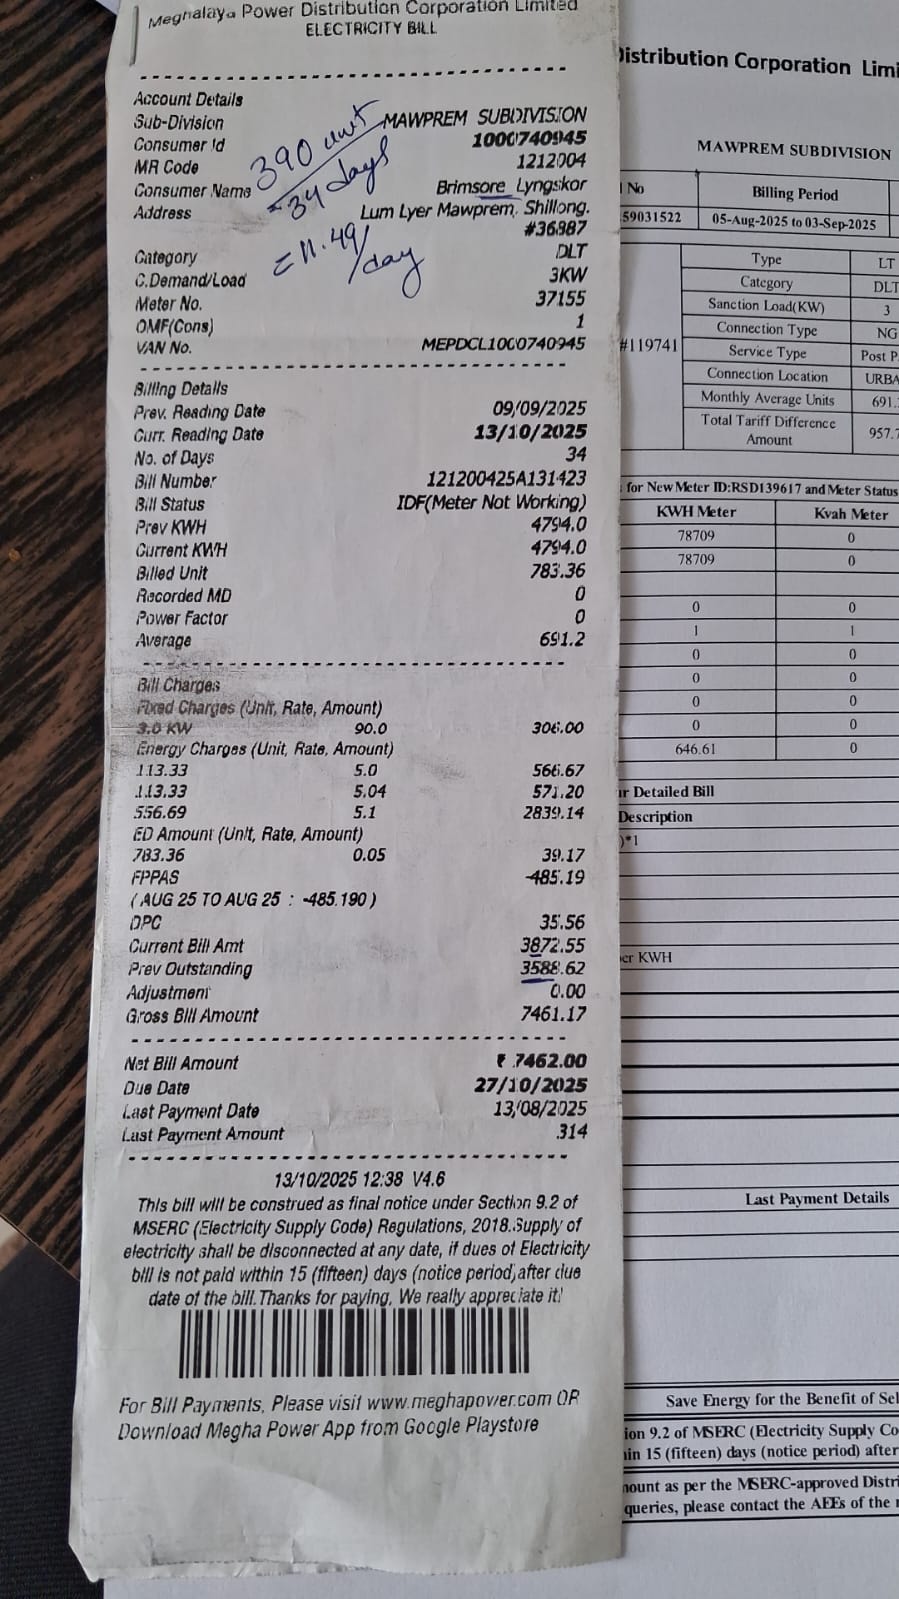 Meghalaya Power Distribution Corporation Limited
ELECTRICITY BILL
Account Details
Sub-Division MAWPREM SUBDIVISION
Consumer Id 1000740945
MR Code 1212004
Consumer Name Brimsore Lyngskor
Address Lum Lyer Mawprem, Shillong.
#36887
Category DLT
C.Demand/Load 3KW
Meter No. 37155
OMF(Cons) 1
VAN No. MEPDCL1000740945
390 unit
34 days
= 11.49/day
Billing Details
Prev. Reading Date 09/09/2025
Curr. Reading Date 13/10/2025
No. of Days 34
Bill Number 121200425A131423
Bill Status IDF(Meter Not Working)
Prev KWH 4794.0
Current KWH 4794.0
Billed Unit 783.36
Recorded MD 0
Power Factor 0
Average 691.2
Bill Charges
Fixed Charges (Unit, Rate, Amount)
3.0 KW 90.0 306.00
Energy Charges (Unit, Rate, Amount)
113.33 5.0 566.67
113.33 5.04 571.20
556.69 5.1 2839.14
ED Amount (Unit, Rate, Amount)
783.36 0.05 39.17
FPPAS -485.19
( AUG 25 TO AUG 25 : -485.190 )
DPC 35.56
Current Bill Amt 3872.55
Prev Outstanding 3588.62
Adjustment 0.00
Gross Bill Amount 7461.17
Net Bill Amount ₹ 7462.00
Due Date 27/10/2025
Last Payment Date 13/08/2025
Last Payment Amount 314
13/10/2025 12:38 V4.6
This bill will be construed as final notice under Section 9.2 of
MSERC (Electricity Supply Code) Regulations, 2018.Supply of
electricity shall be disconnected at any date, if dues of Electricity
bill is not paid within 15 (fifteen) days (notice period) after due
date of the bill. Thanks for paying, We really appreciate it!
For Bill Payments, Please visit www.meghapower.com OR
Download Megha Power App from Google Playstore
Distribution Corporation Limi
MAWPREM SUBDIVISION
No Billing Period
59031522 05-Aug-2025 to 03-Sep-2025
#119741
Type LT
Category DLT
Sanction Load(KW) 3
Connection Type NG
Service Type Post P
Connection Location URBA
Monthly Average Units 691.
Total Tariff Difference Amount 957.7
for New Meter ID:RSD139617 and Meter Status
KWH Meter Kvah Meter
78709 0
78709 0
0 0
1 1
0 0
0 0
0 0
0 0
646.61 0
ur Detailed Bill
Description
)*1
er KWH
Last Payment Details
Save Energy for the Benefit of Sel
ion 9.2 of MSERC (Electricity Supply Co
in 15 (fifteen) days (notice period) after
mount as per the MSERC-approved Distri
queries, please contact the AEEs of the